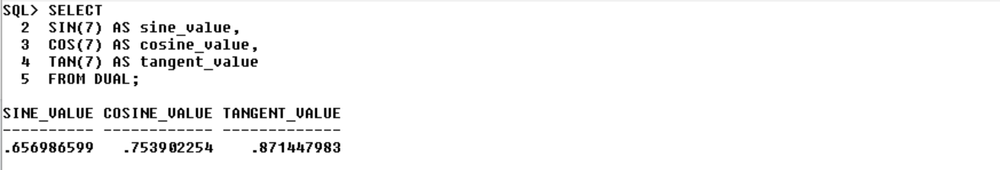 SQL> SELECT
2 SIN(7) AS sine_value,
3 COS(7) AS cosine_value,
4 TAN(7) AS tangent_value
5 FROM DUAL;
SINE_VALUE COSINE_VALUE TANGENT_VALUE
---------- ------------ -------------
.656986599 .753902254 .871447983